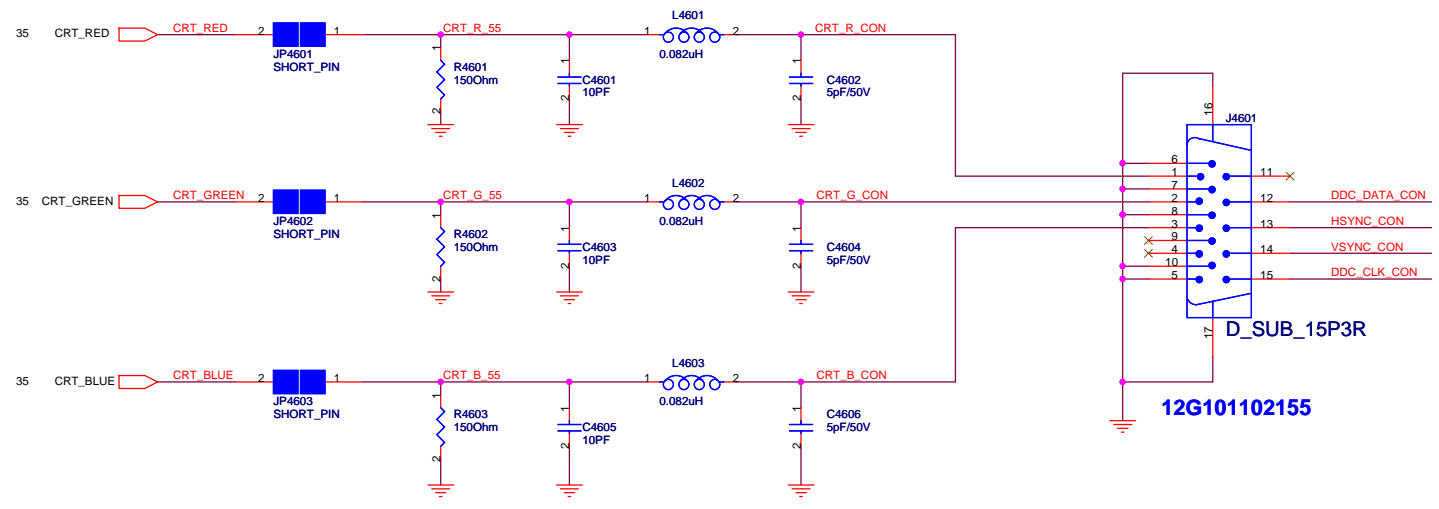 L4601
35 CRT_RED CRT_RED 2 1 CRT_R_55 1 2 CRT_R_CON
JP4601
SHORT_PIN
0.082uH
1 R4601 2
150Ohm
1 C4601 2
10PF
1 C4602 2
5pF/50V
L4602
35 CRT_GREEN CRT_GREEN 2 1 CRT_G_55 1 2 CRT_G_CON
JP4602
SHORT_PIN
0.082uH
1 R4602 2
150Ohm
1 C4603 2
10PF
1 C4604 2
5pF/50V
L4603
35 CRT_BLUE CRT_BLUE 2 1 CRT_B_55 1 2 CRT_B_CON
JP4603
SHORT_PIN
0.082uH
1 R4603 2
150Ohm
1 C4605 2
10PF
1 C4606 2
5pF/50V
16
J4601
6
1 11
7
2 12 DDC_DATA_CON
8
3 13 HSYNC_CON
9
4 14 VSYNC_CON
10
5 15 DDC_CLK_CON
17
D_SUB_15P3R
12G101102155